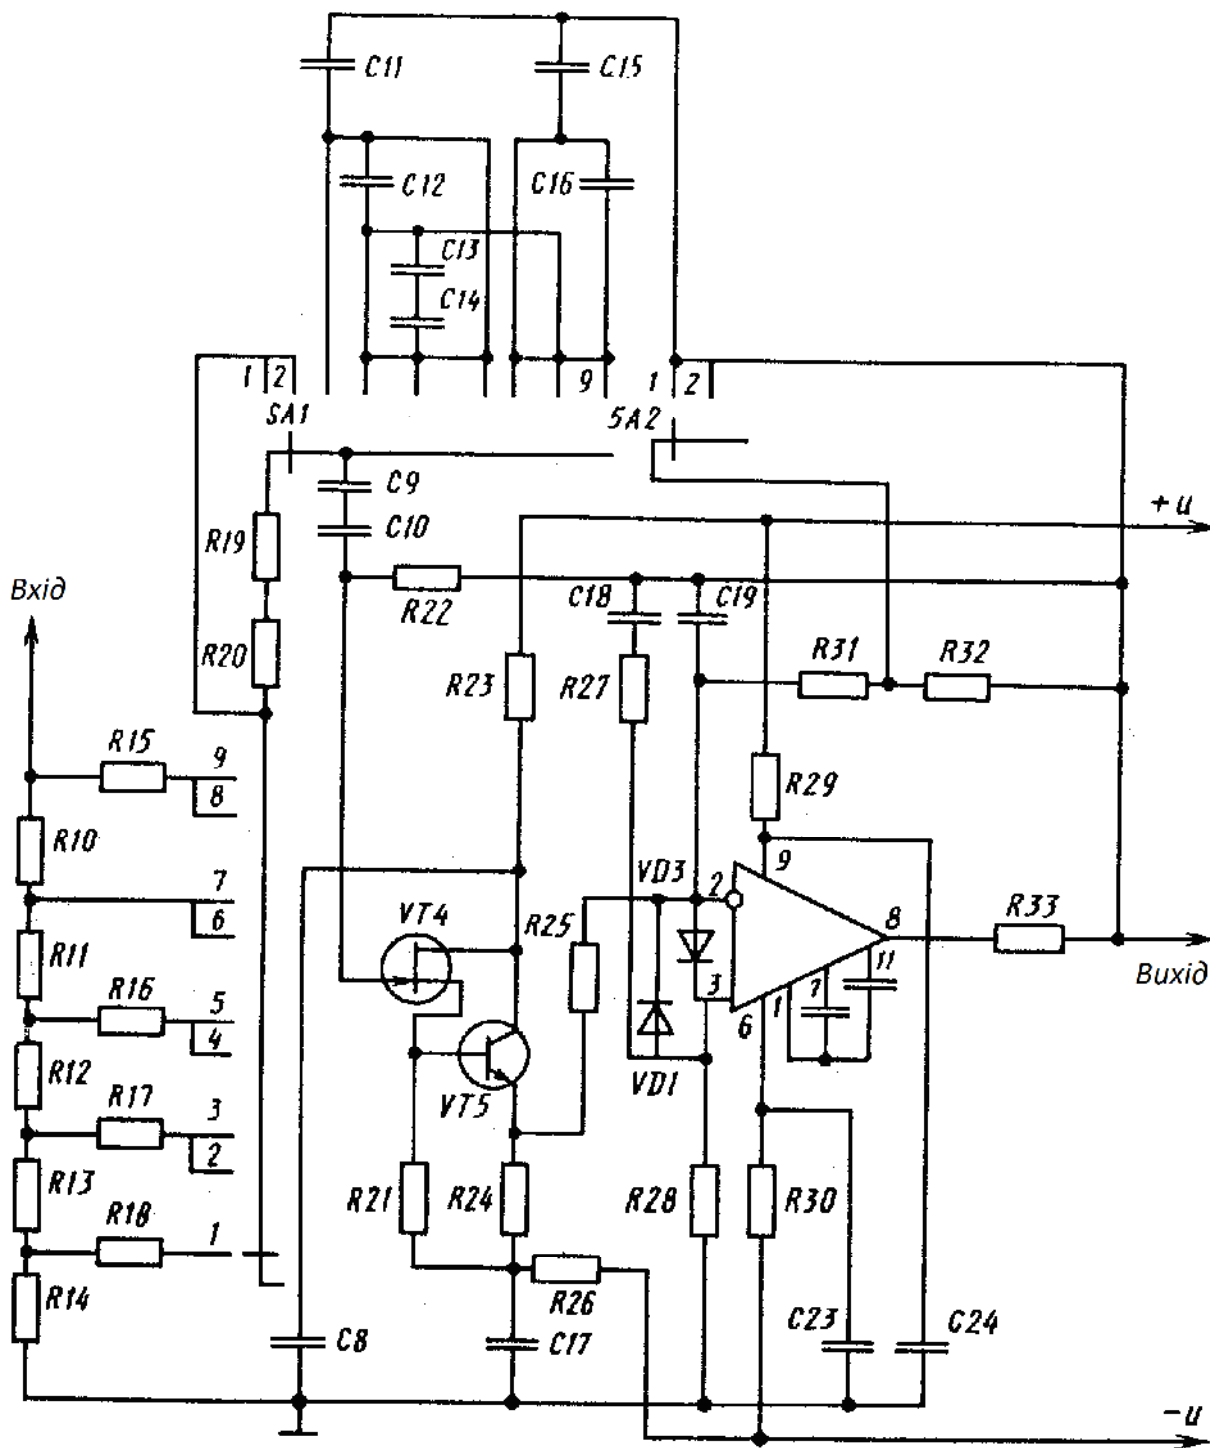 C11
C15
C12
C16
C13
C14
1 2
9
1 2
SA1
5A2
C9
+u
C10
R19
Вхід
R22
C18
C19
R20
R23
R27
R31
R32
R15
9
8
R29
R10
7
6
VD3
2
9
VT4
R25
8
R33
R11
11
Вихід
R16
5
4
3
6
1
7
R12
R17
3
2
VT5
VD1
R13
R21
R24
R28
R30
R18
1
R14
R26
C8
C17
C23
C24
-u